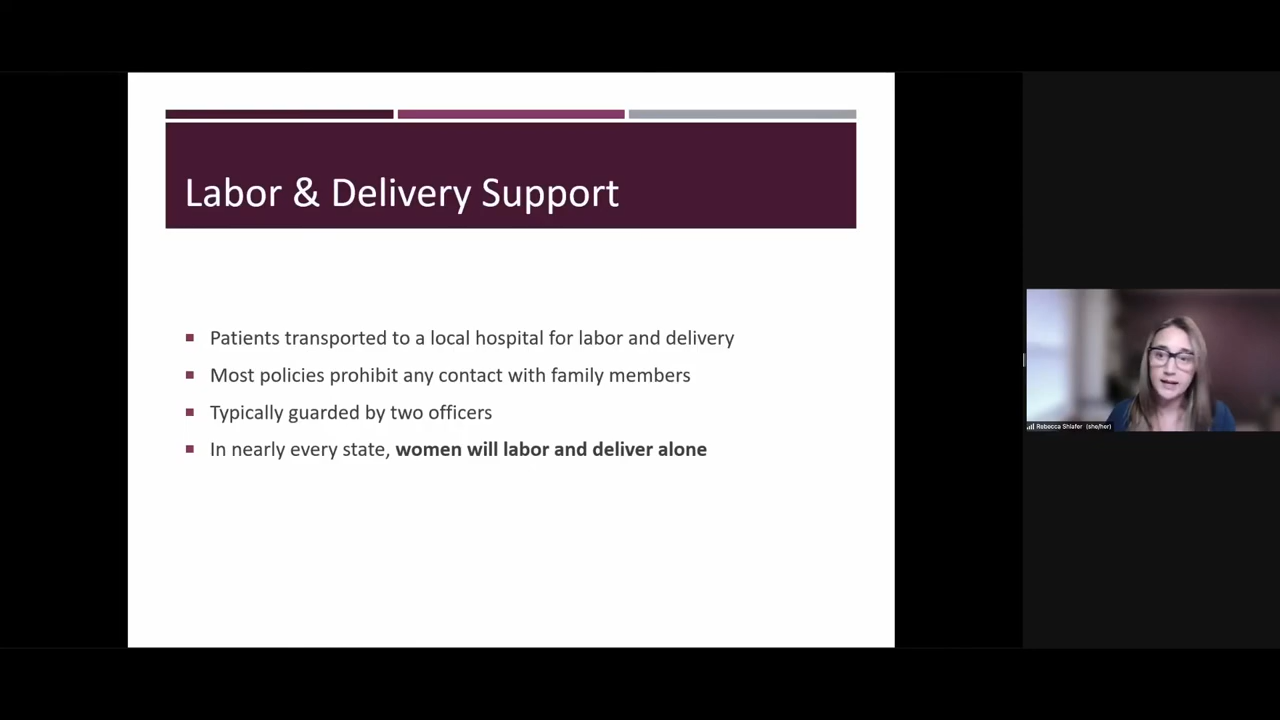 Labor & Delivery Support
Patients transported to a local hospital for labor and delivery
Most policies prohibit any contact with family members
Typically guarded by two officers
In nearly every state, women will labor and deliver alone
Rebecca Shlafer (she/her)